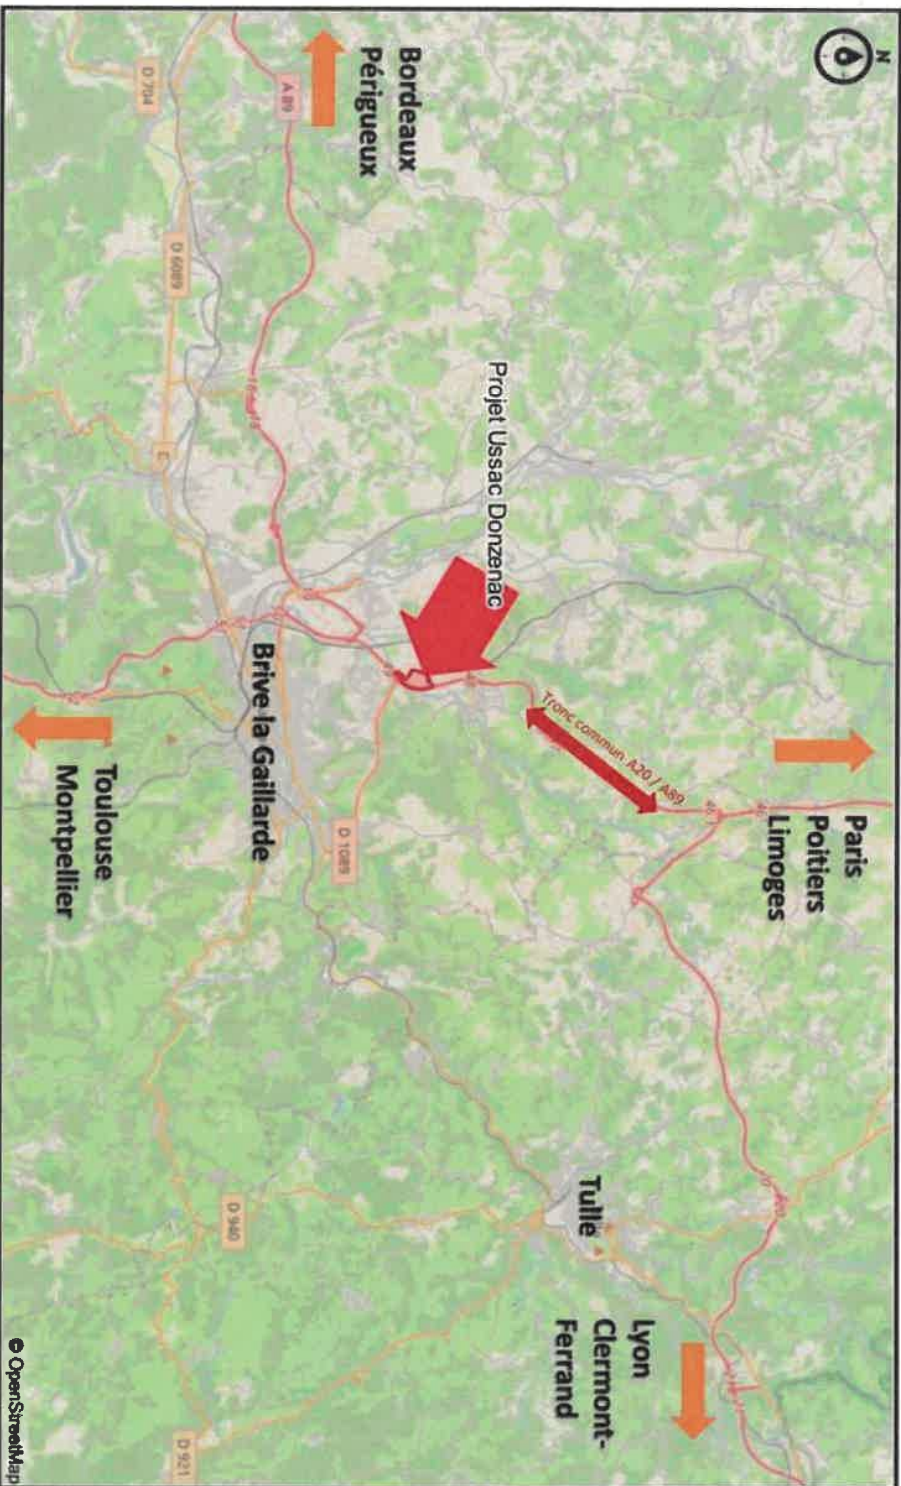 N
Bordeaux
Périgueux
Paris
Poitiers
Limoges
A 89
D 704
D 6089
Projet Ussac Donzenac
Tronc commun A20 / A89
Brive la Gaillarde
D 1089
Toulouse
Montpellier
Tulle
Lyon
Clermont-
Ferrand
D 940
D 921
© OpenStreetMap